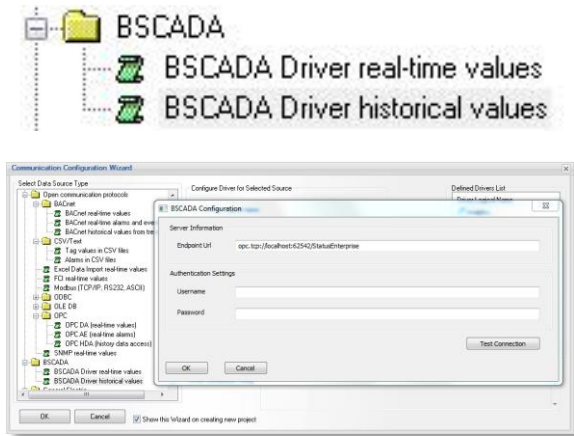 BSCADA
BSCADA Driver real-time values
BSCADA Driver historical values
Communication Configuration Wizard
Select Data Source Type
Configure Driver for Selected Source
Defined Drivers List
Open communication protocols
BACnet
BACnet real-time values
BACnet real-time alarms and
BACnet historical values from
CSV/Text
Tag values in CSV files
Alarms in CSV files
Excel Data Import real-time values
FCI real-time values
Modbus (TCP/IP, RS232, ASCII)
ODBC
OLE DB
OPC
OPC DA (real-time values)
OPC AE (real-time alarms)
OPC HDA (history data access)
SNMP real-time values
BSCADA
BSCADA Driver real-time values
BSCADA Driver historical values
BSCADA Configuration
Server Information
Endpoint Url
opc.tcp://localhost:62542/StatusEnterprise
Authentication Settings
Username
Password
Test Connection
OK
Cancel
OK
Cancel
Show this Wizard on creating new project